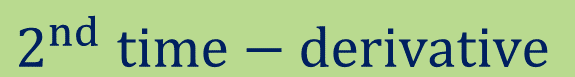 2ⁿᵈ time − derivative